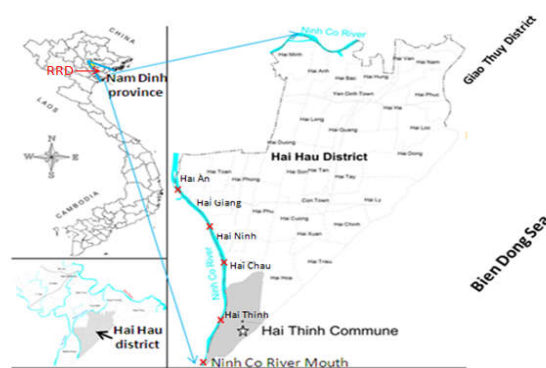 CHINA
RRD
Nam Dinh
province
LAOS
N
W
E
S
CAMBODIA
Hai Hau
district
Ninh Co River
Giao Thuy District
Hai Minh
Hai Anh
Hai Bac
Hai Hung
Hai Van
Hai Nam
Yen Dinh Town
Hai Phuc
Hai Ha
Hai Long
Hai Quang
Hai Loc
Hai Duong
Hai Hau District
Hai Dong
Hai Toan
Hai Phong
Hai Son
Hai Tan
Hai Tay
Hai An
Con Town
Hai Ly
Hai Giang
Hai Phu
Hai Cuong
Hai Chinh
Hai Ninh
Hai Xuan
Hai Chau
Hai Trieu
Hai Hoa
Ninh Co River
Bien Dong Sea
Hai Thinh
Hai Thinh Commune
Ninh Co River Mouth